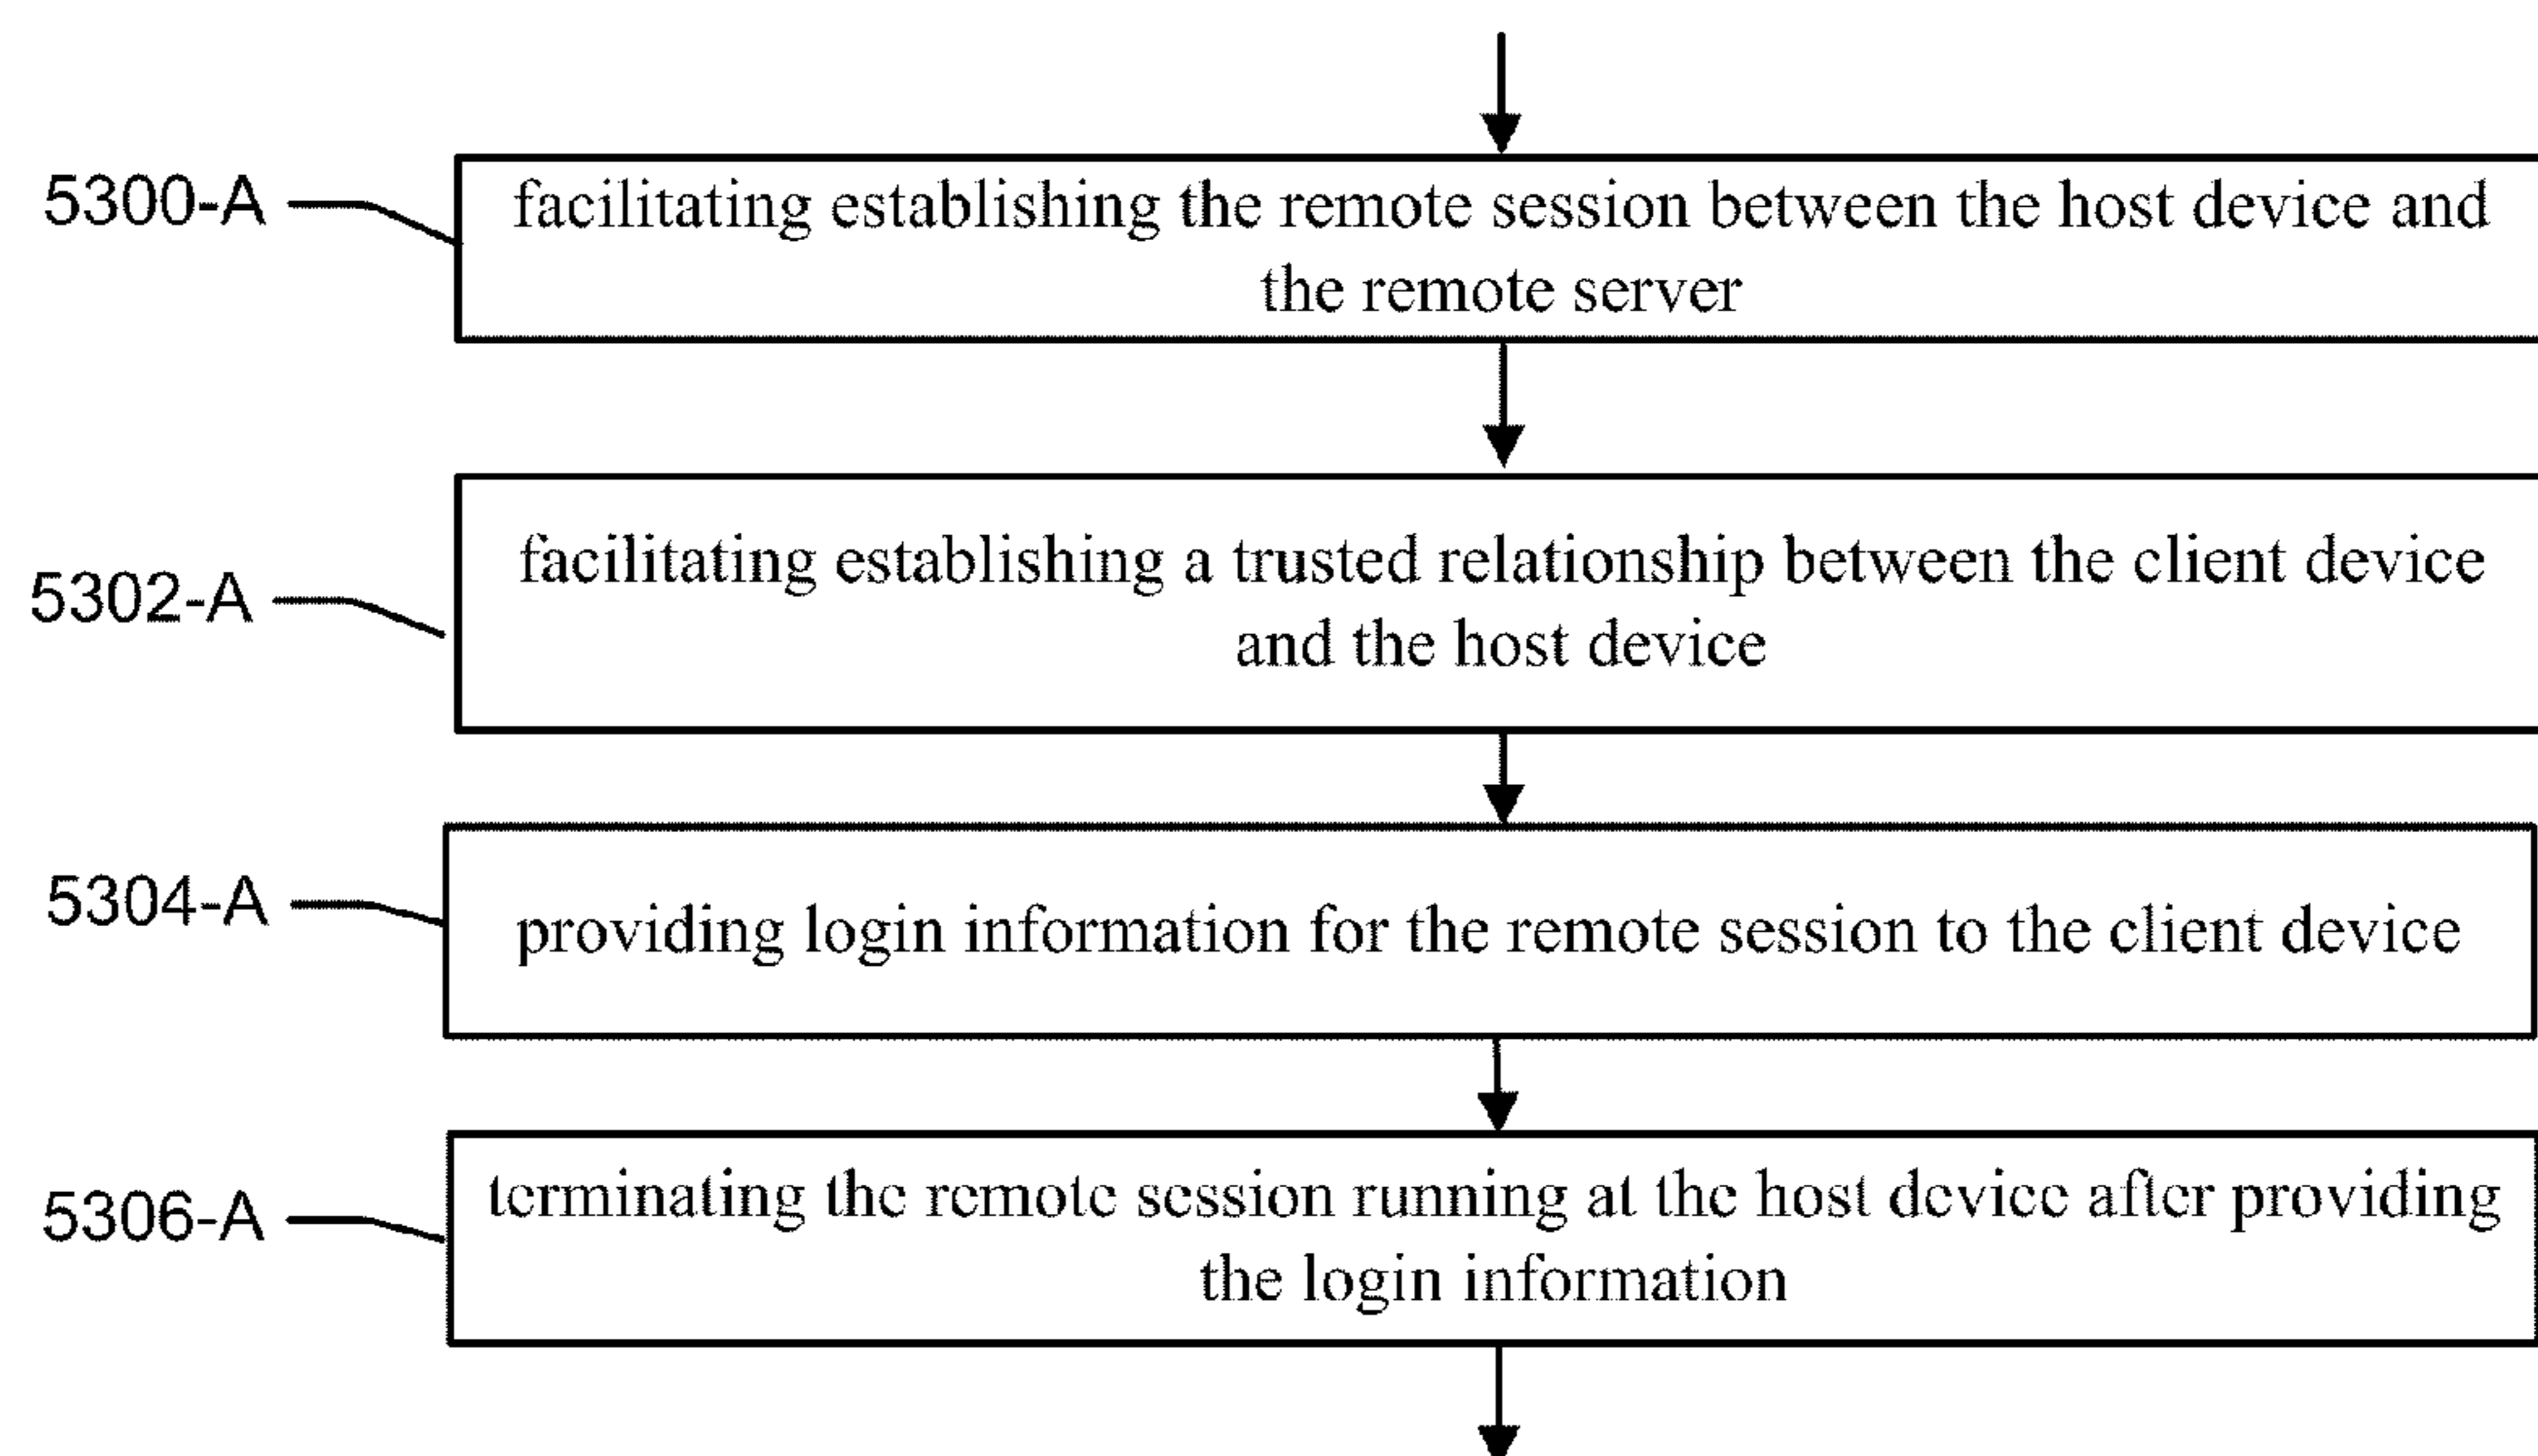 5300-A
facilitating establishing the remote session between the host device and
the remote server
5302-A
facilitating establishing a trusted relationship between the client device
and the host device
5304-A
providing login information for the remote session to the client device
5306-A
terminating the remote session running at the host device after providing
the login information